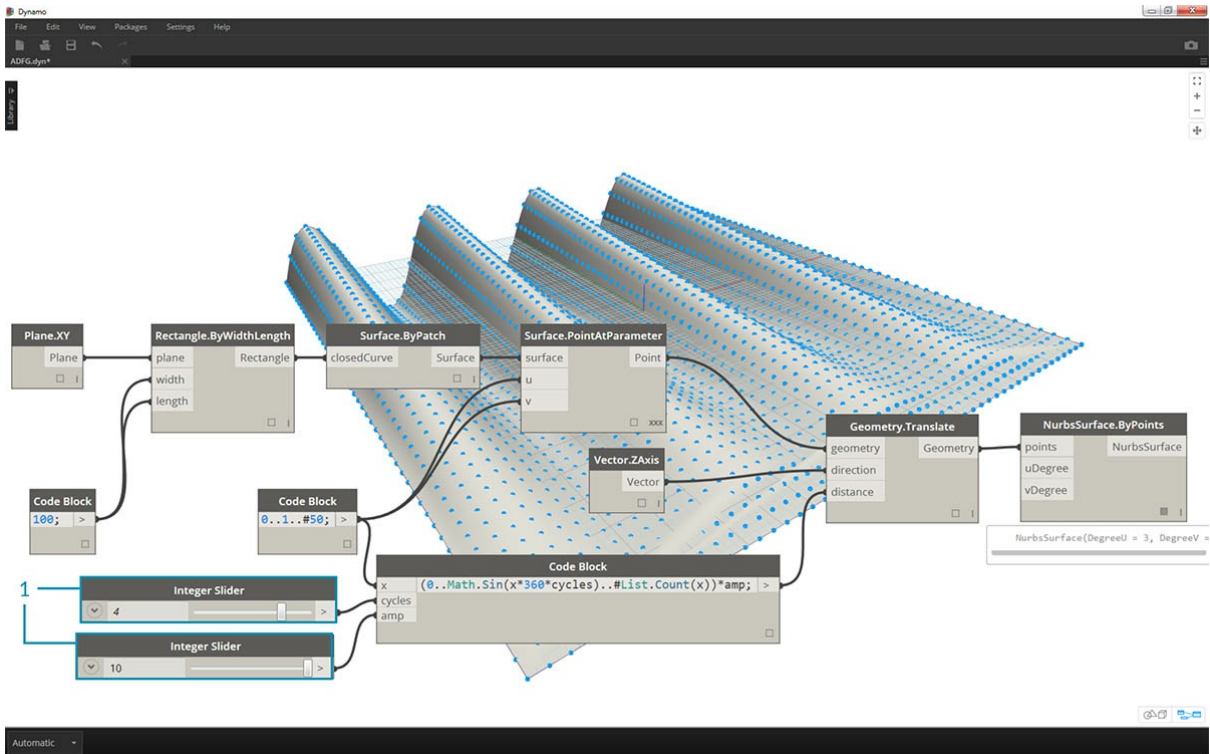 Dynamo
File Edit View Packages Settings Help
ADFG.dyn*
Library
Plane.XY
Plane
Rectangle.ByWidthLength
plane Rectangle
width
length
Surface.ByPatch
closedCurve Surface
Surface.PointAtParameter
surface Point
u
v
xxx
Geometry.Translate
geometry Geometry
direction
distance
NurbsSurface.ByPoints
points NurbsSurface
uDegree
vDegree
NurbsSurface(DegreeU = 3, DegreeV =
Vector.ZAxis
Vector
Code Block
100; >
Code Block
0..1..#50; >
Code Block
x (0..Math.Sin(x*360*cycles)..#List.Count(x))*amp; >
cycles
amp
1
Integer Slider
4 >
Integer Slider
10 >
Automatic